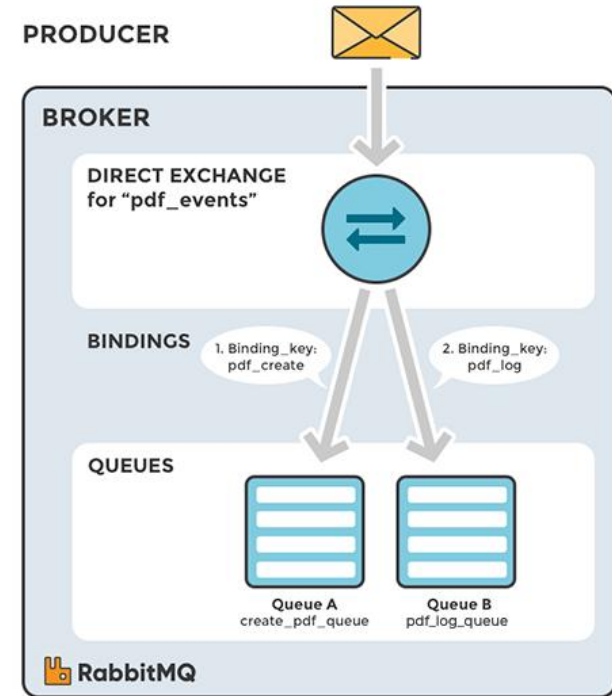 PRODUCER
BROKER
DIRECT EXCHANGE
for “pdf_events”
BINDINGS
1. Binding_key:
pdf_create
2. Binding_key:
pdf_log
QUEUES
Queue A
create_pdf_queue
Queue B
pdf_log_queue
RabbitMQ